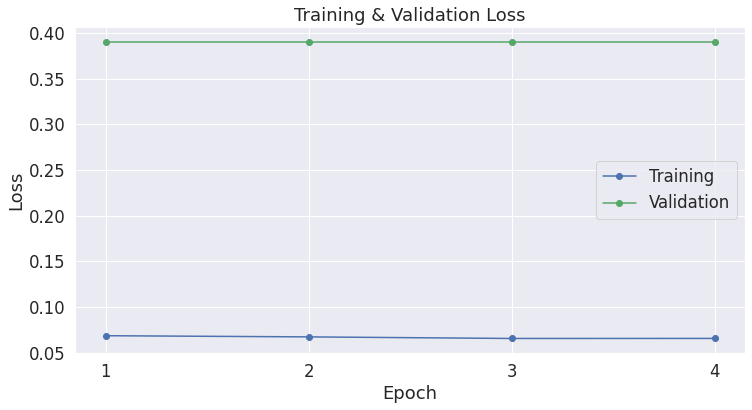 Training & Validation Loss
0.40
0.35
0.30
0.25
0.20
0.15
0.10
0.05
Loss
Training
Validation
1 2 3 4
Epoch